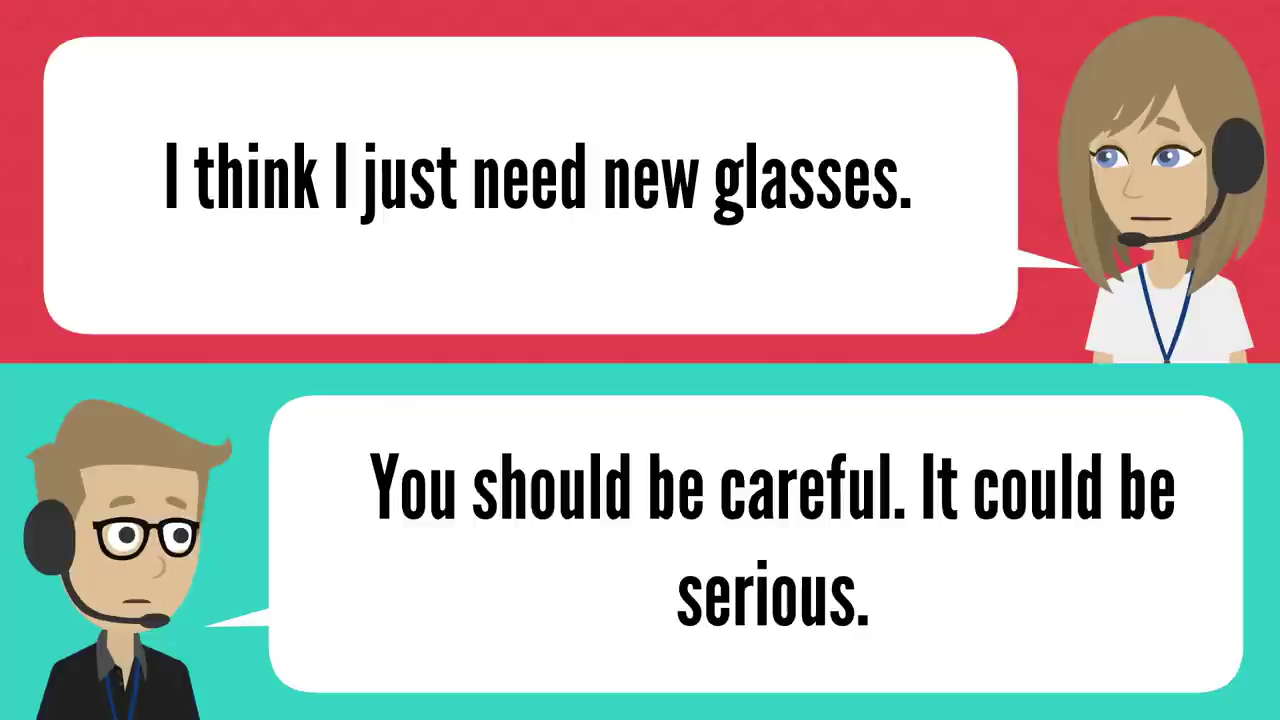 I think I just need new glasses.
You should be careful. It could be
serious.